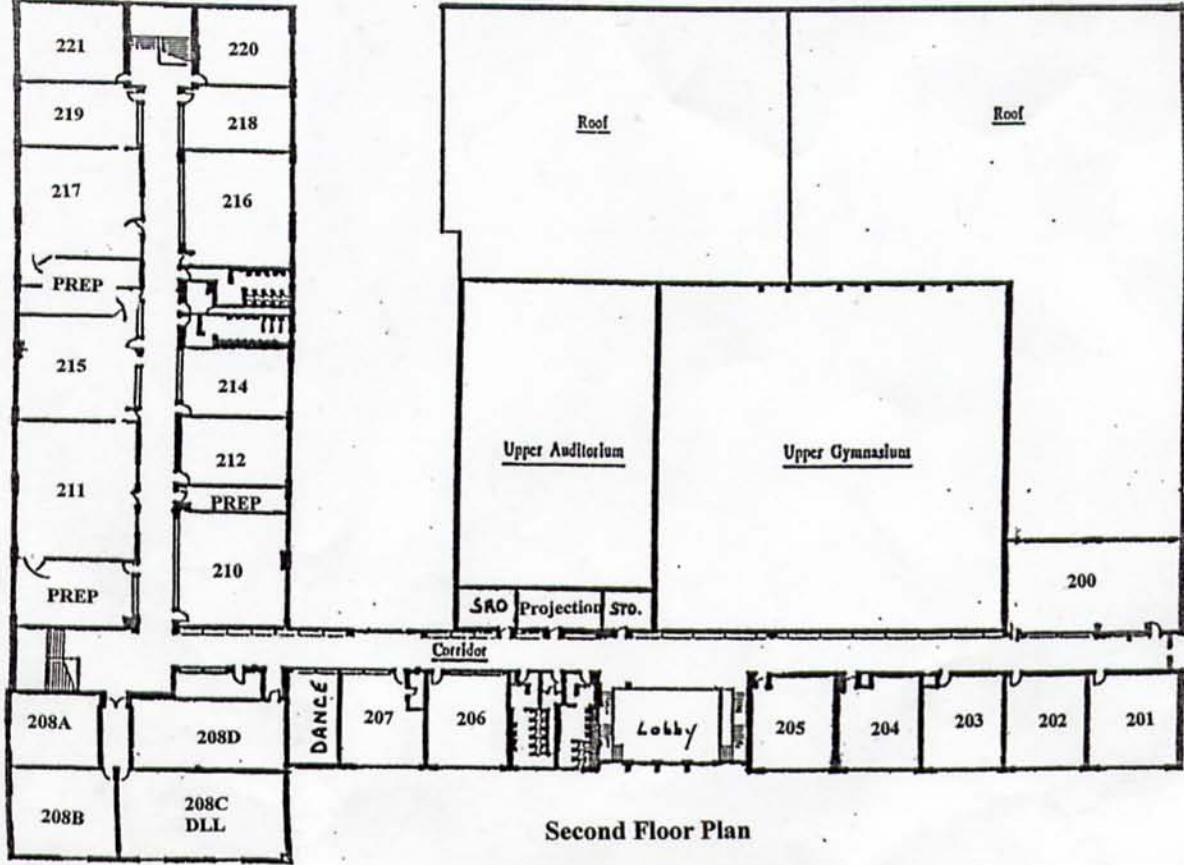 221
220
219
218
Roof
Roof
217
216
PREP
215
214
Upper Auditorium
Upper Gymnasium
212
211
PREP
210
200
PREP
SRO
Projection
STO.
Corridor
DANCE
207
206
Lobby
205
204
203
202
201
208A
208D
208B
208C
DLL
Second Floor Plan